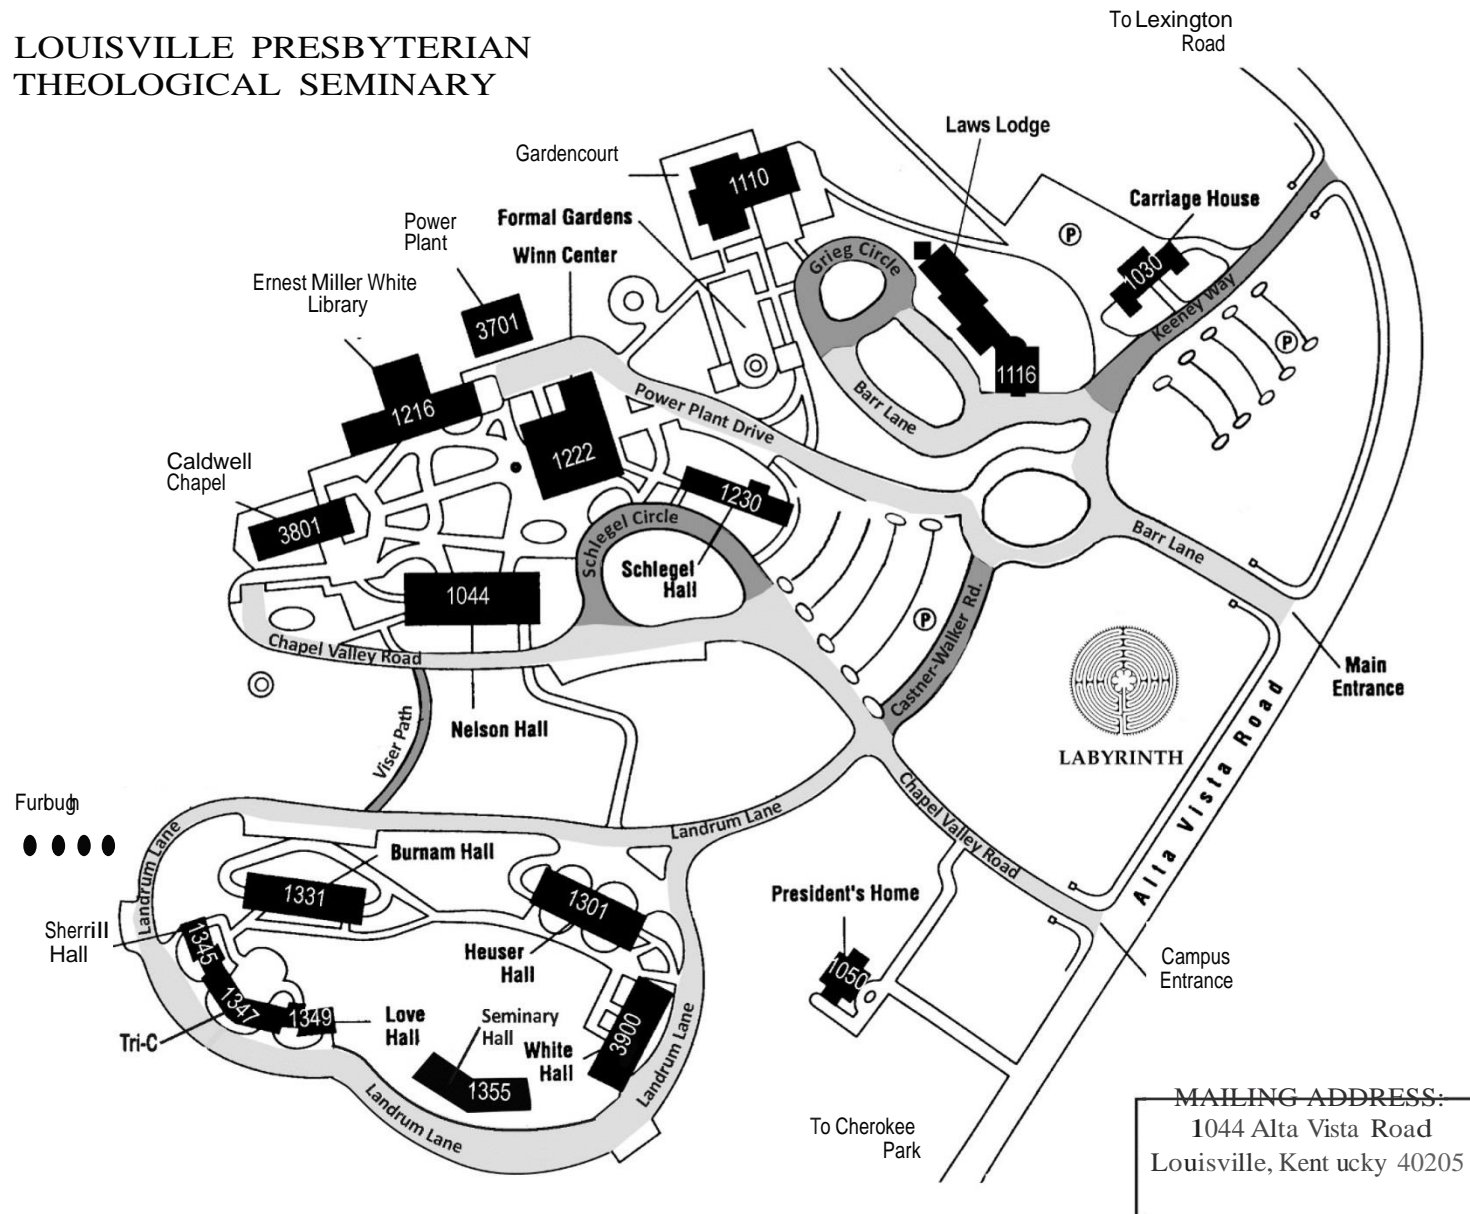 To Lexington
Road
LOUISVILLE PRESBYTERIAN
THEOLOGICAL SEMINARY
Laws Lodge
Gardencourt
1110
Carriage House
Formal Gardens
Power
Plant
Winn Center
P
Grieg Circle
1030
Ernest Miller White
Library
3701
Keeney Way
P
1116
Barr Lane
Power Plant Drive
1216
1222
Caldwell
Chapel
1230
3801
Schlegel Circle
Barr Lane
Schlegel
Hall
1044
P
Castner-Walker Rd.
Chapel Valley Road
Main
Entrance
Nelson Hall
Viser Path
LABYRINTH
Alta Vista Road
Furbugh
Landrum Lane
Landrum Lane
Chapel Valley Road
Burnam Hall
1331
1301
President's Home
Sherrill
Hall
1345
Heuser
Hall
1050
Campus
Entrance
1347
1349
Love
Hall
Seminary
Hall
Tri-C
White
Hall
3900
Landrum Lane
1355
Landrum Lane
To Cherokee
Park
MAILING ADDRESS:
1044 Alta Vista Road
Louisville, Kent ucky 40205